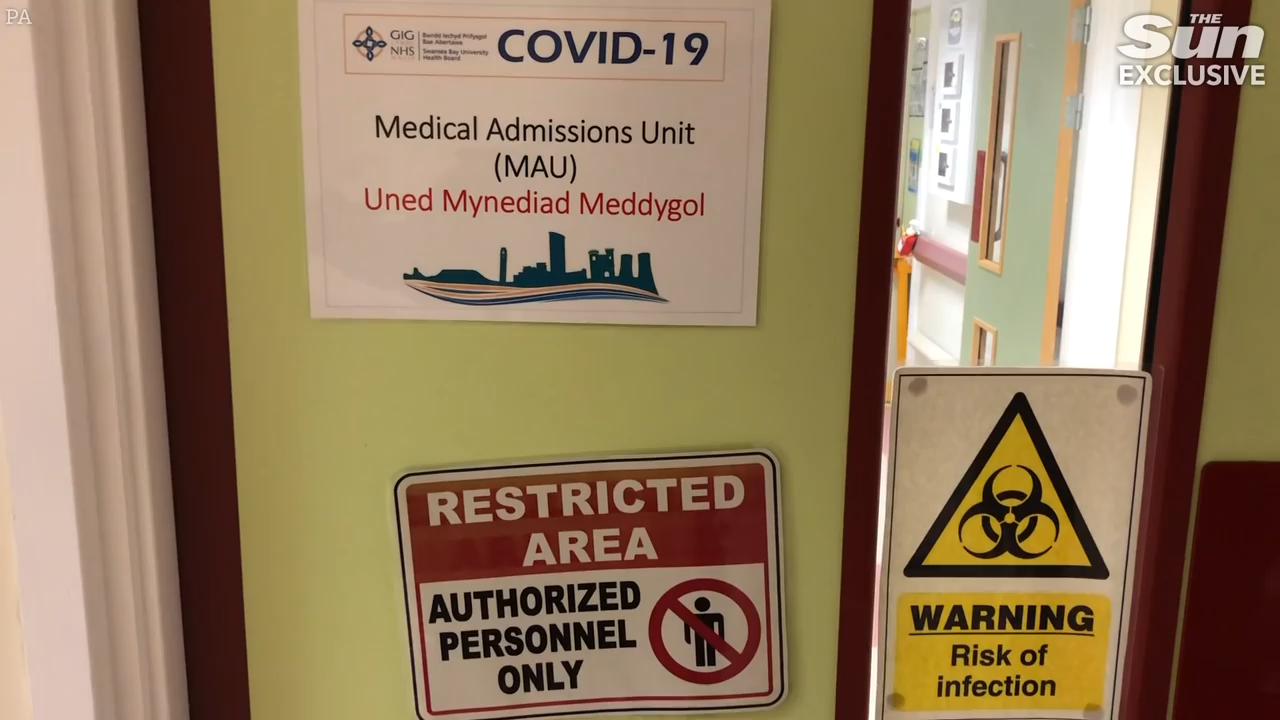 PA
THE
Sun
EXCLUSIVE
GIG
NHS
Bwrdd Iechyd Prifysgol
Bae Abertawe
Swansea Bay University
Health Board
COVID-19
Medical Admissions Unit
(MAU)
Uned Mynediad Meddygol
RESTRICTED
AREA
AUTHORIZED
PERSONNEL
ONLY
WARNING
Risk of
infection